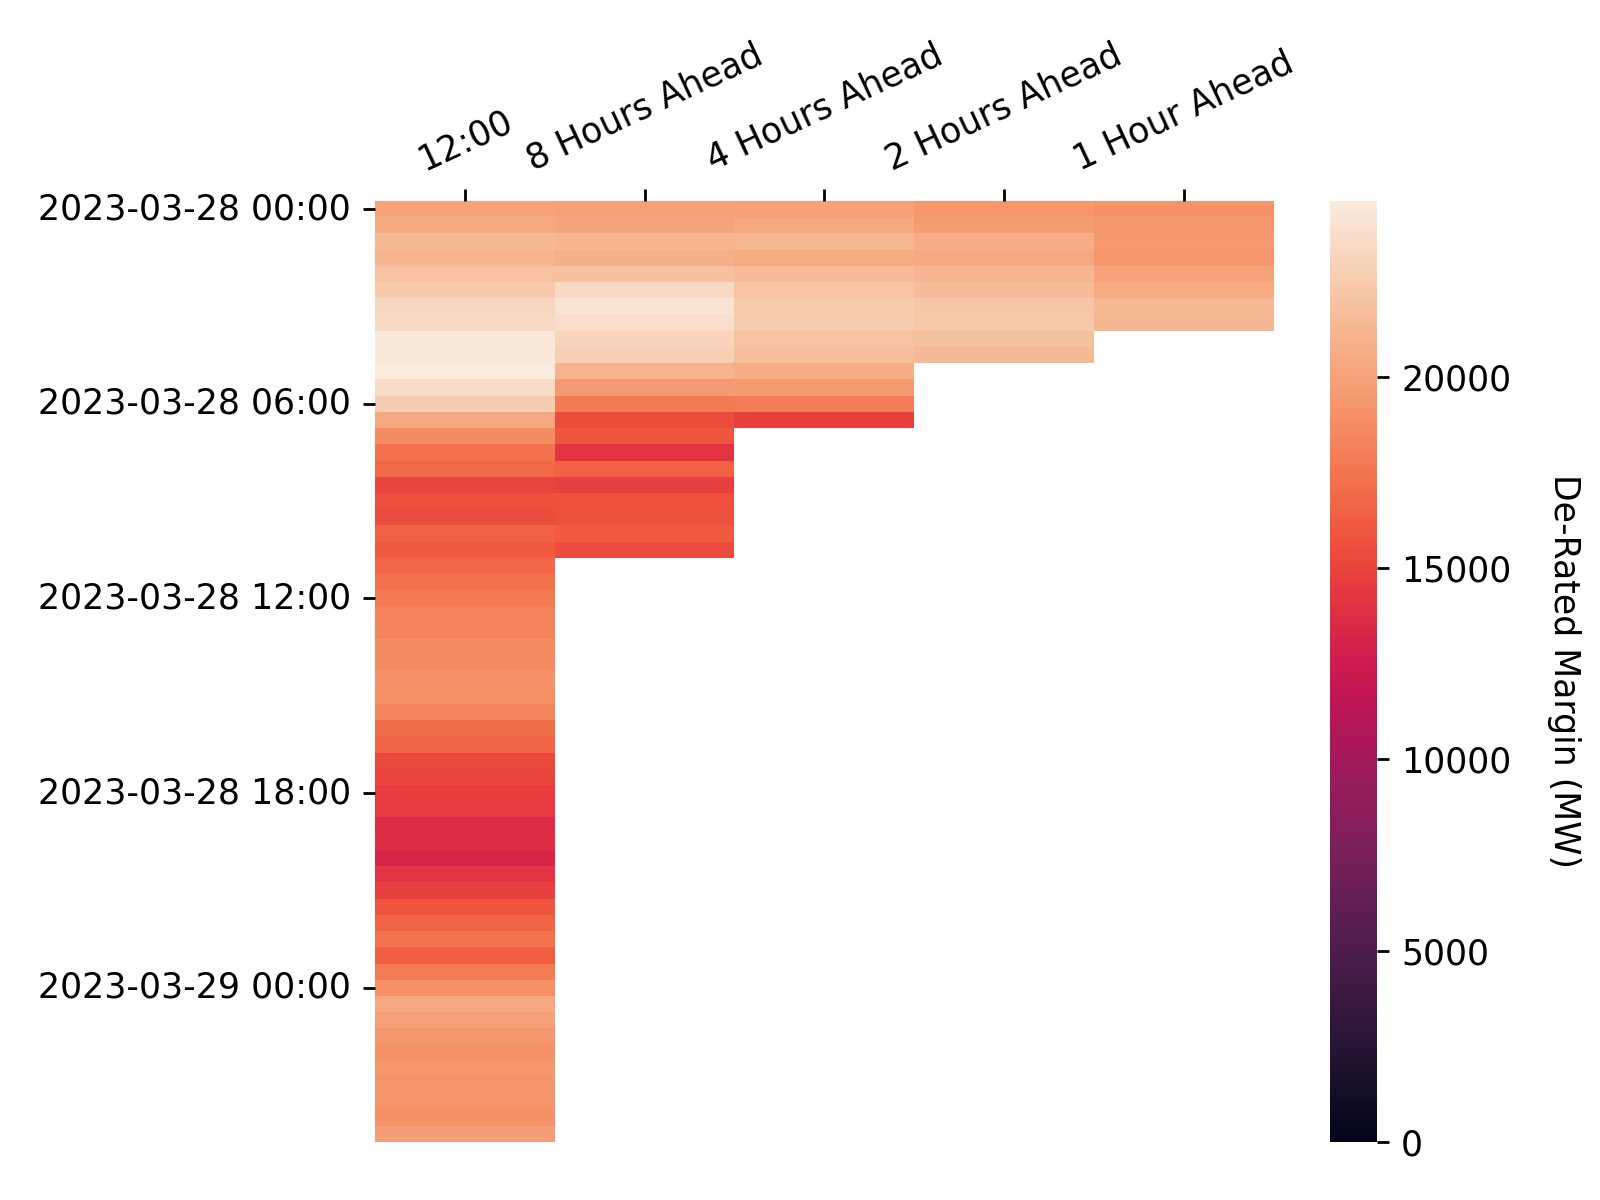 12:00
8 Hours Ahead
4 Hours Ahead
2 Hours Ahead
1 Hour Ahead
2023-03-28 00:00
2023-03-28 06:00
2023-03-28 12:00
2023-03-28 18:00
2023-03-29 00:00
20000
15000
10000
5000
0
De-Rated Margin (MW)